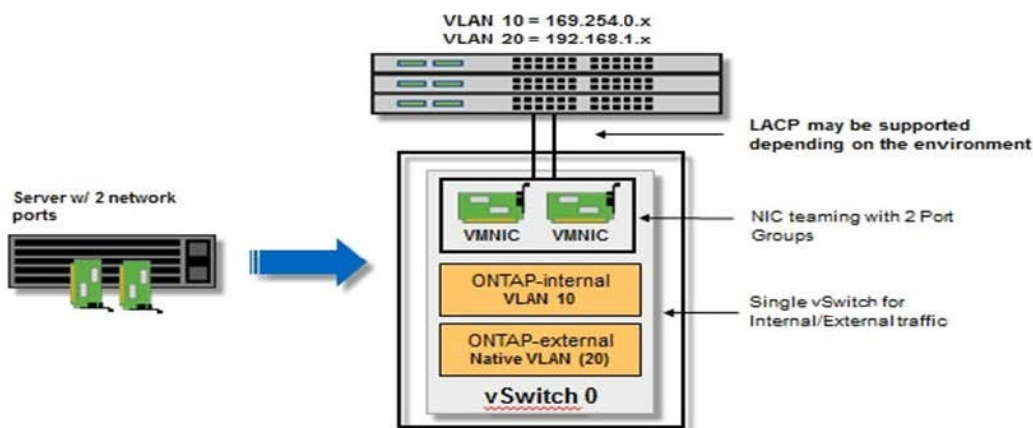 VLAN 10 = 169.254.0.x
VLAN 20 = 192.168.1.x
LACP may be supported
depending on the environment
Server w/ 2 network
ports
VMNIC
VMNIC
NIC teaming with 2 Port
Groups
ONTAP-internal
VLAN 10
Single vSwitch for
Internal/External traffic
ONTAP-external
Native VLAN (20)
vSwitch 0